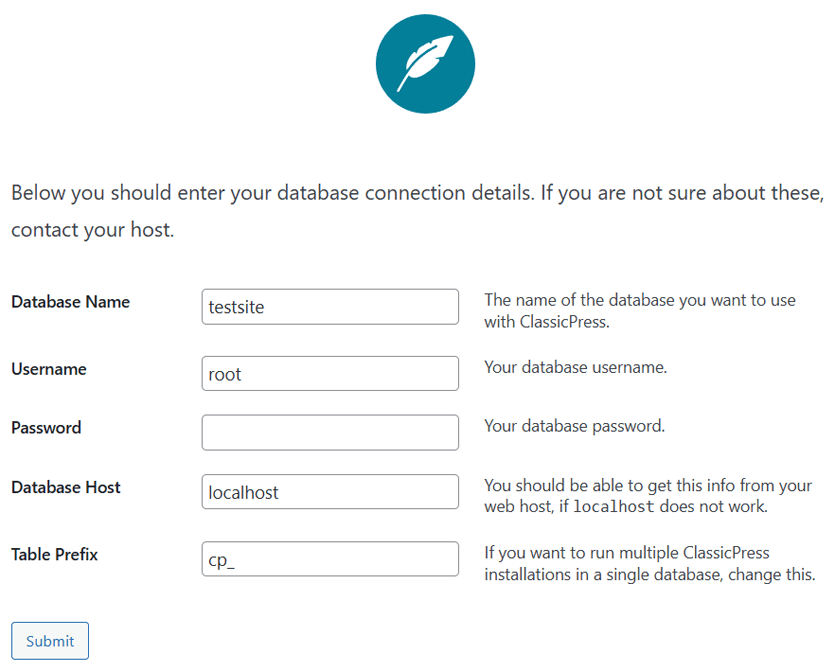 Below you should enter your database connection details. If you are not sure about these,
contact your host.
Database Name
testsite
The name of the database you want to use
with ClassicPress.
Username
root
Your database username.
Password
Your database password.
Database Host
localhost
You should be able to get this info from your
web host, if localhost does not work.
Table Prefix
cp_
If you want to run multiple ClassicPress
installations in a single database, change this.
Submit